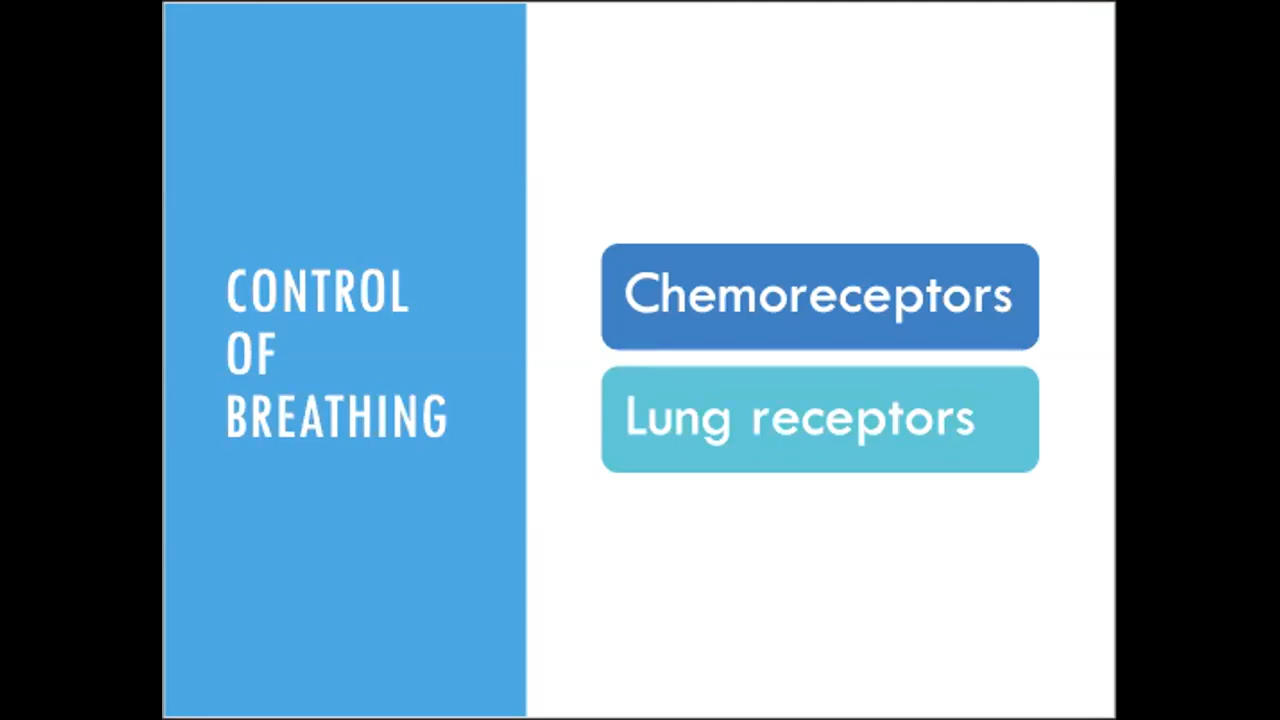 CONTROL
OF
BREATHING
Chemoreceptors
Lung receptors